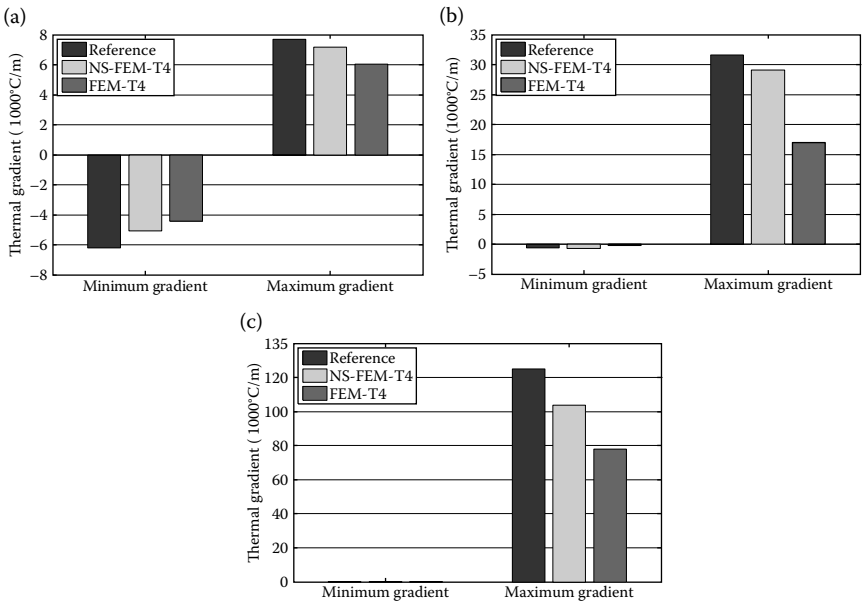 (a)
Thermal gradient ( 1000°C/m)
8
6
4
2
0
−2
−4
−6
−8
Reference
NS-FEM-T4
FEM-T4
Minimum gradient
Maximum gradient
(b)
Thermal gradient (1000°C/m)
35
30
25
20
15
10
5
0
−5
Reference
NS-FEM-T4
FEM-T4
Minimum gradient
Maximum gradient
(c)
Thermal gradient ( 1000°C/m)
135
120
100
80
60
40
20
0
Reference
NS-FEM-T4
FEM-T4
Minimum gradient
Maximum gradient